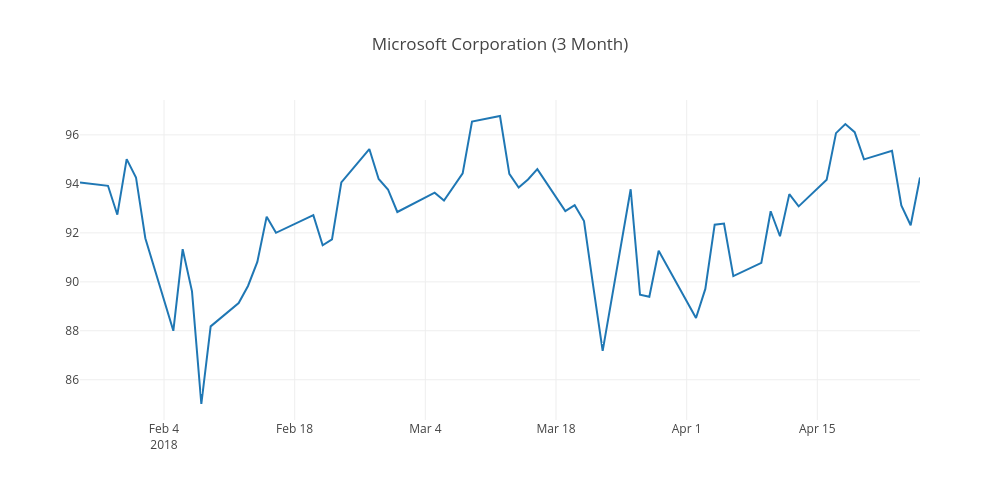 Microsoft Corporation (3 Month)
96
94
92
90
88
86
Feb 4
2018
Feb 18
Mar 4
Mar 18
Apr 1
Apr 15